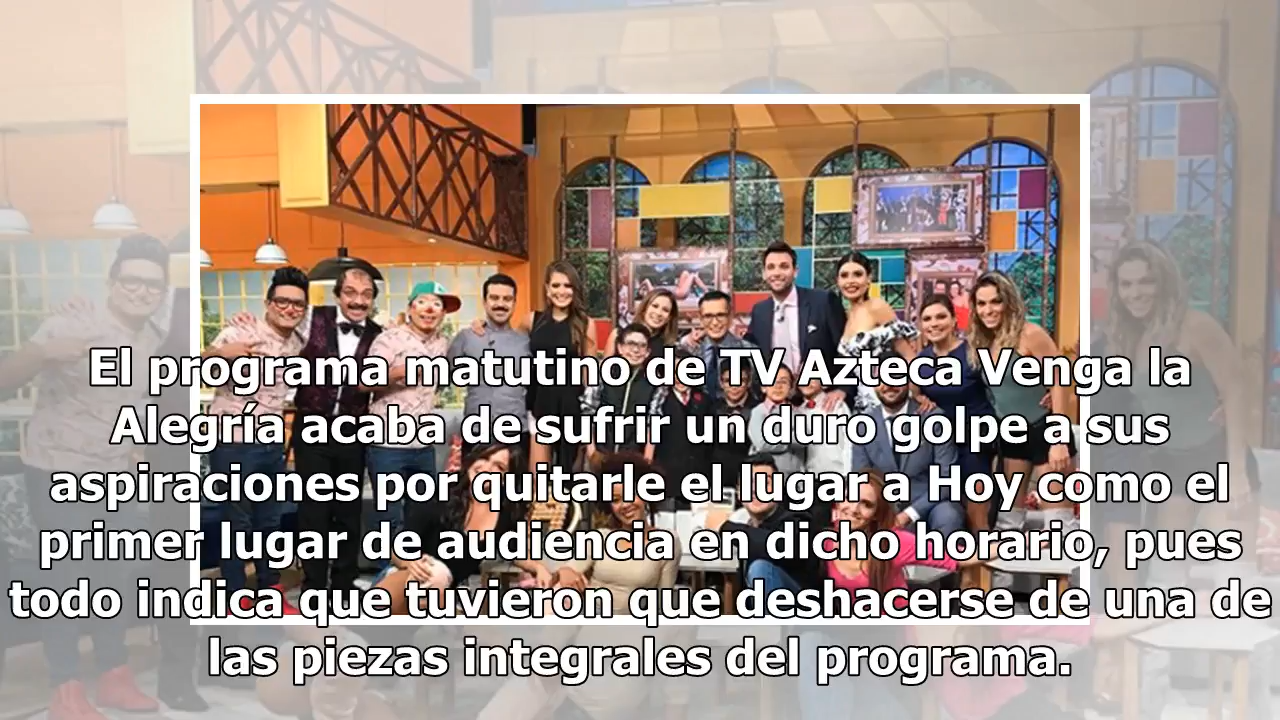 El programa matutino de TV Azteca Venga la
Alegría acaba de sufrir un duro golpe a sus
aspiraciones por quitarle el lugar a Hoy como el
primer lugar de audiencia en dicho horario, pues
todo indica que tuvieron que deshacerse de una de
las piezas integrales del programa.